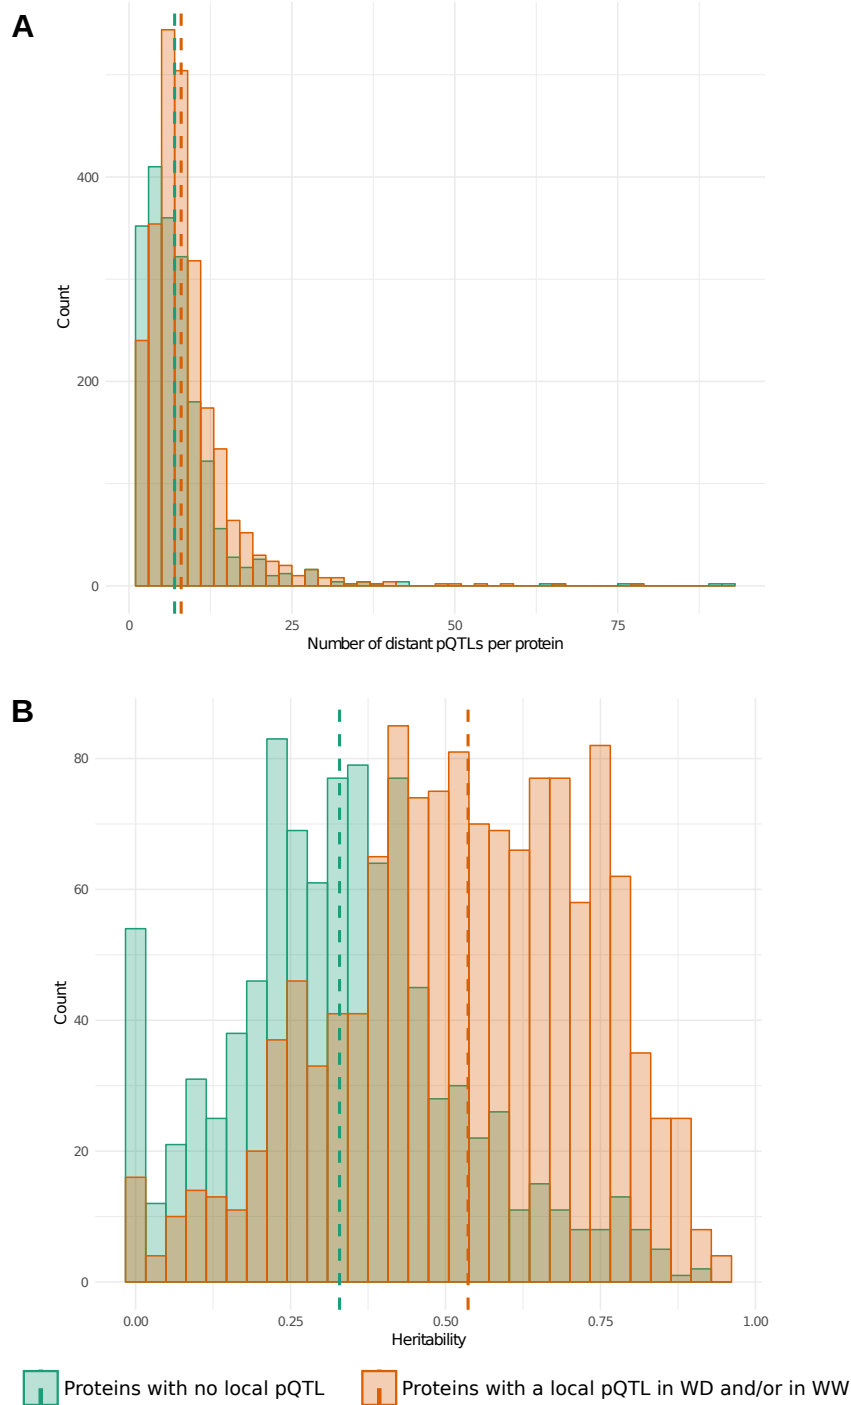 A
400
200
0
Count
0 25 50 75
Number of distant pQTLs per protein
B
80
60
40
20
0
Count
0.00 0.25 0.50 0.75 1.00
Heritability
Proteins with no local pQTL Proteins with a local pQTL in WD and/or in WW